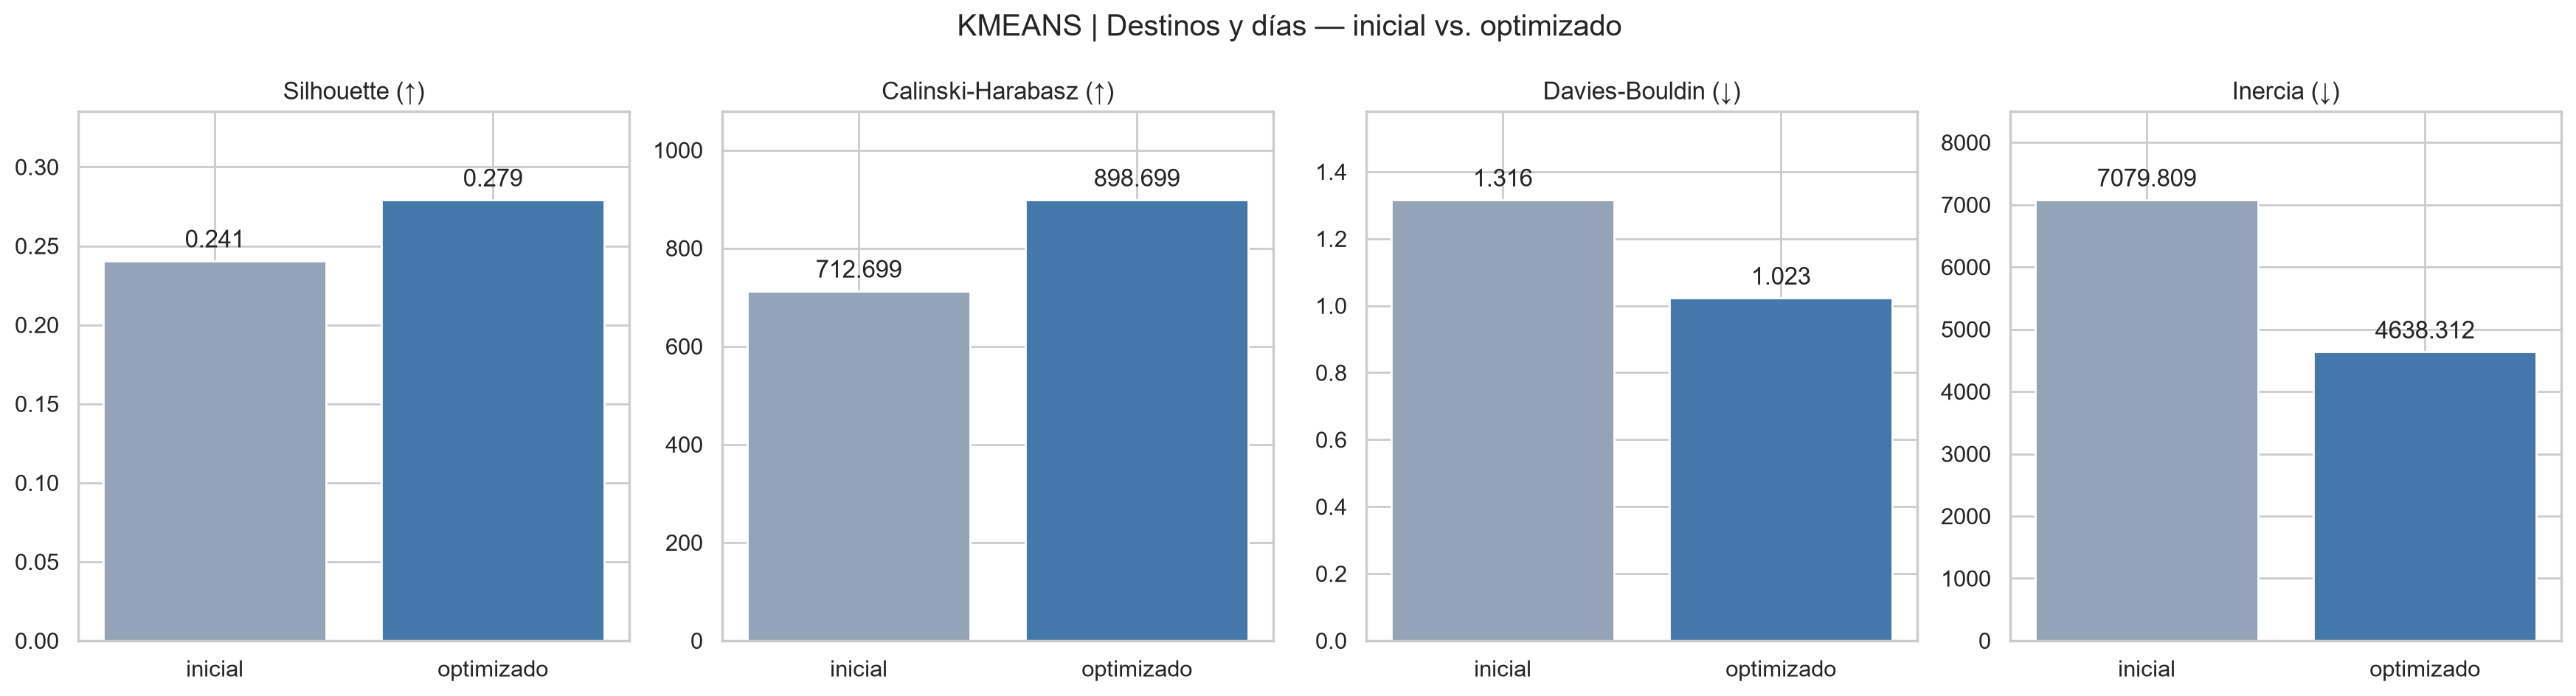 KMEANS | Destinos y días — inicial vs. optimizado
Silhouette (↑)
0.30
0.25
0.20
0.15
0.10
0.05
0.00
0.241
0.279
inicial
optimizado
Calinski-Harabasz (↑)
1000
800
600
400
200
0
712.699
898.699
inicial
optimizado
Davies-Bouldin (↓)
1.4
1.2
1.0
0.8
0.6
0.4
0.2
0.0
1.316
1.023
inicial
optimizado
Inercia (↓)
8000
7000
6000
5000
4000
3000
2000
1000
0
7079.809
4638.312
inicial
optimizado